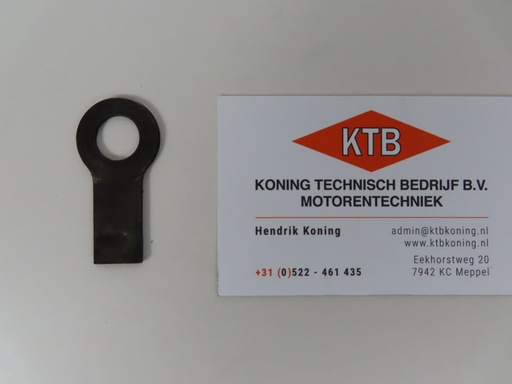 KTB
KONING TECHNISCH BEDRIJF B.V.
MOTORENTECHNIEK
Hendrik Koning
admin@ktbkoning.nl
www.ktbkoning.nl
Eekhorstweg 20
+31 (0)522 - 461 435
7942 KC Meppel